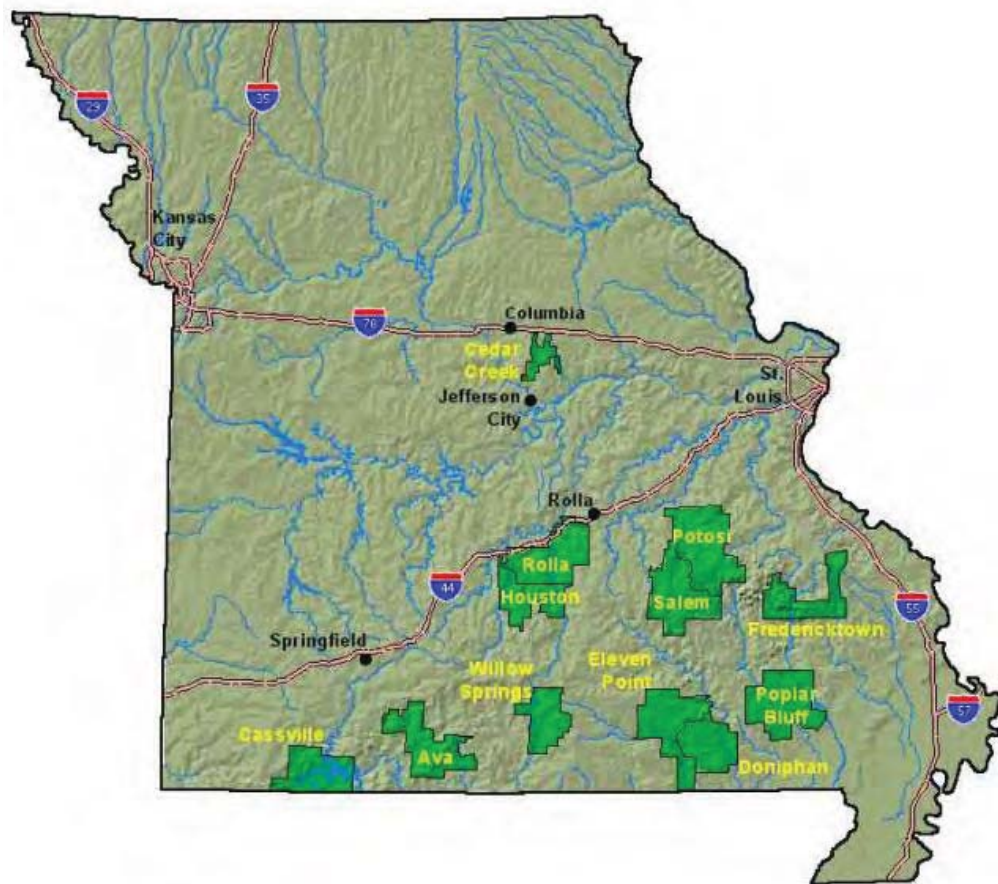 29
35
Kansas
City
70
Columbia
Cedar
Creek
St.
Louis
Jefferson
City
Rolla
Potosi
Rolla
44
Houston
Salem
55
Fredericktown
Springfield
Willow
Springs
Eleven
Point
Poplar
Bluff
57
Cassville
Ava
Doniphan